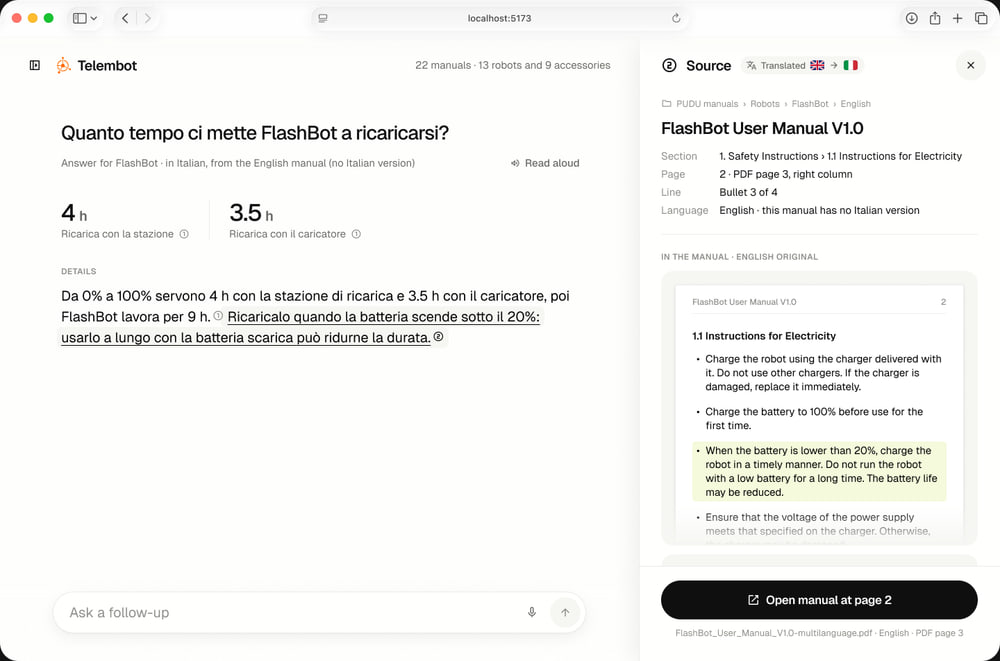 localhost:5173
Telembot
22 manuals · 13 robots and 9 accessories
Quanto tempo ci mette FlashBot a ricaricarsi?
Answer for FlashBot · in Italian, from the English manual (no Italian version)
Read aloud
4 h
Ricarica con la stazione 1
3.5 h
Ricarica con il caricatore 1
DETAILS
Da 0% a 100% servono 4 h con la stazione di ricarica e 3.5 h con il caricatore, poi
FlashBot lavora per 9 h. 1 Ricaricalo quando la batteria scende sotto il 20%:
usarlo a lungo con la batteria scarica può ridurne la durata. 2
Ask a follow-up
2 Source
Translated
PUDU manuals › Robots › FlashBot › English
FlashBot User Manual V1.0
Section 1. Safety Instructions › 1.1 Instructions for Electricity
Page 2 · PDF page 3, right column
Line Bullet 3 of 4
Language English · this manual has no Italian version
IN THE MANUAL · ENGLISH ORIGINAL
FlashBot User Manual V1.0 2
1.1 Instructions for Electricity
• Charge the robot using the charger delivered with
it. Do not use other chargers. If the charger is
damaged, replace it immediately.
• Charge the battery to 100% before use for the
first time.
• When the battery is lower than 20%, charge the
robot in a timely manner. Do not run the robot
with a low battery for a long time. The battery life
may be reduced.
• Ensure that the voltage of the power supply
meets that specified on the charger. Otherwise,
Open manual at page 2
FlashBot_User_Manual_V1.0-multilanguage.pdf · English · PDF page 3